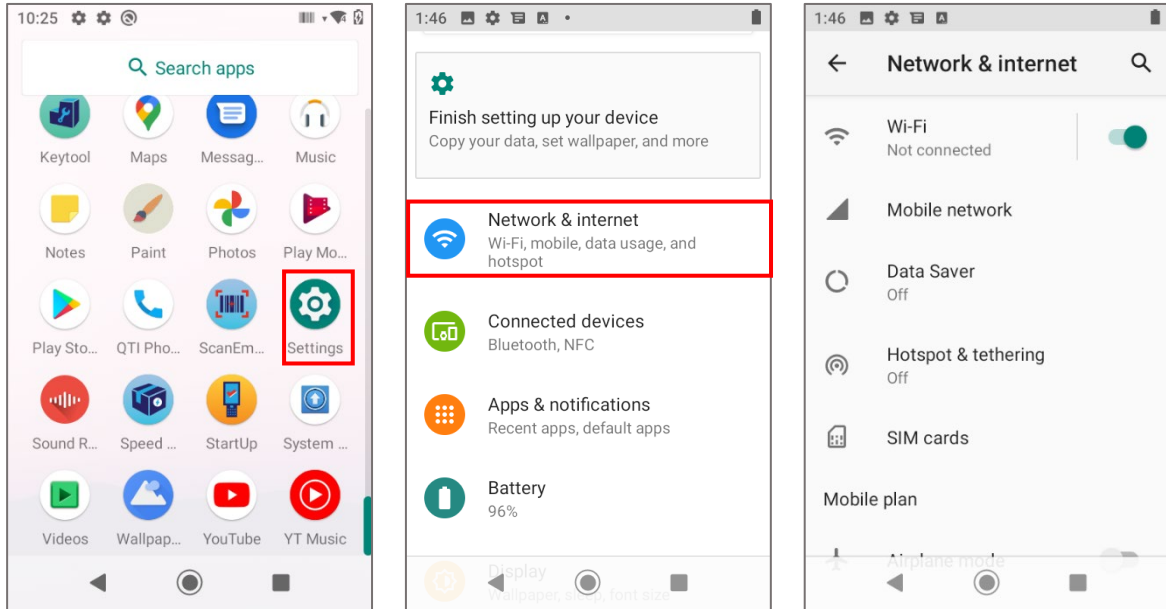 10:25
Search apps
Keytool Maps Messag... Music
Notes Paint Photos Play Mo...
Play Sto... QTI Pho... ScanEm... Settings
Sound R... Speed ... StartUp System ...
Videos Wallpap... YouTube YT Music
1:46
Finish setting up your device
Copy your data, set wallpaper, and more
Network & internet
Wi-Fi, mobile, data usage, and
hotspot
Connected devices
Bluetooth, NFC
Apps & notifications
Recent apps, default apps
Battery
96%
Display
Wallpaper, sleep, font size
1:46
Network & internet
Wi-Fi
Not connected
Mobile network
Data Saver
Off
Hotspot & tethering
Off
SIM cards
Mobile plan
Airplane mode